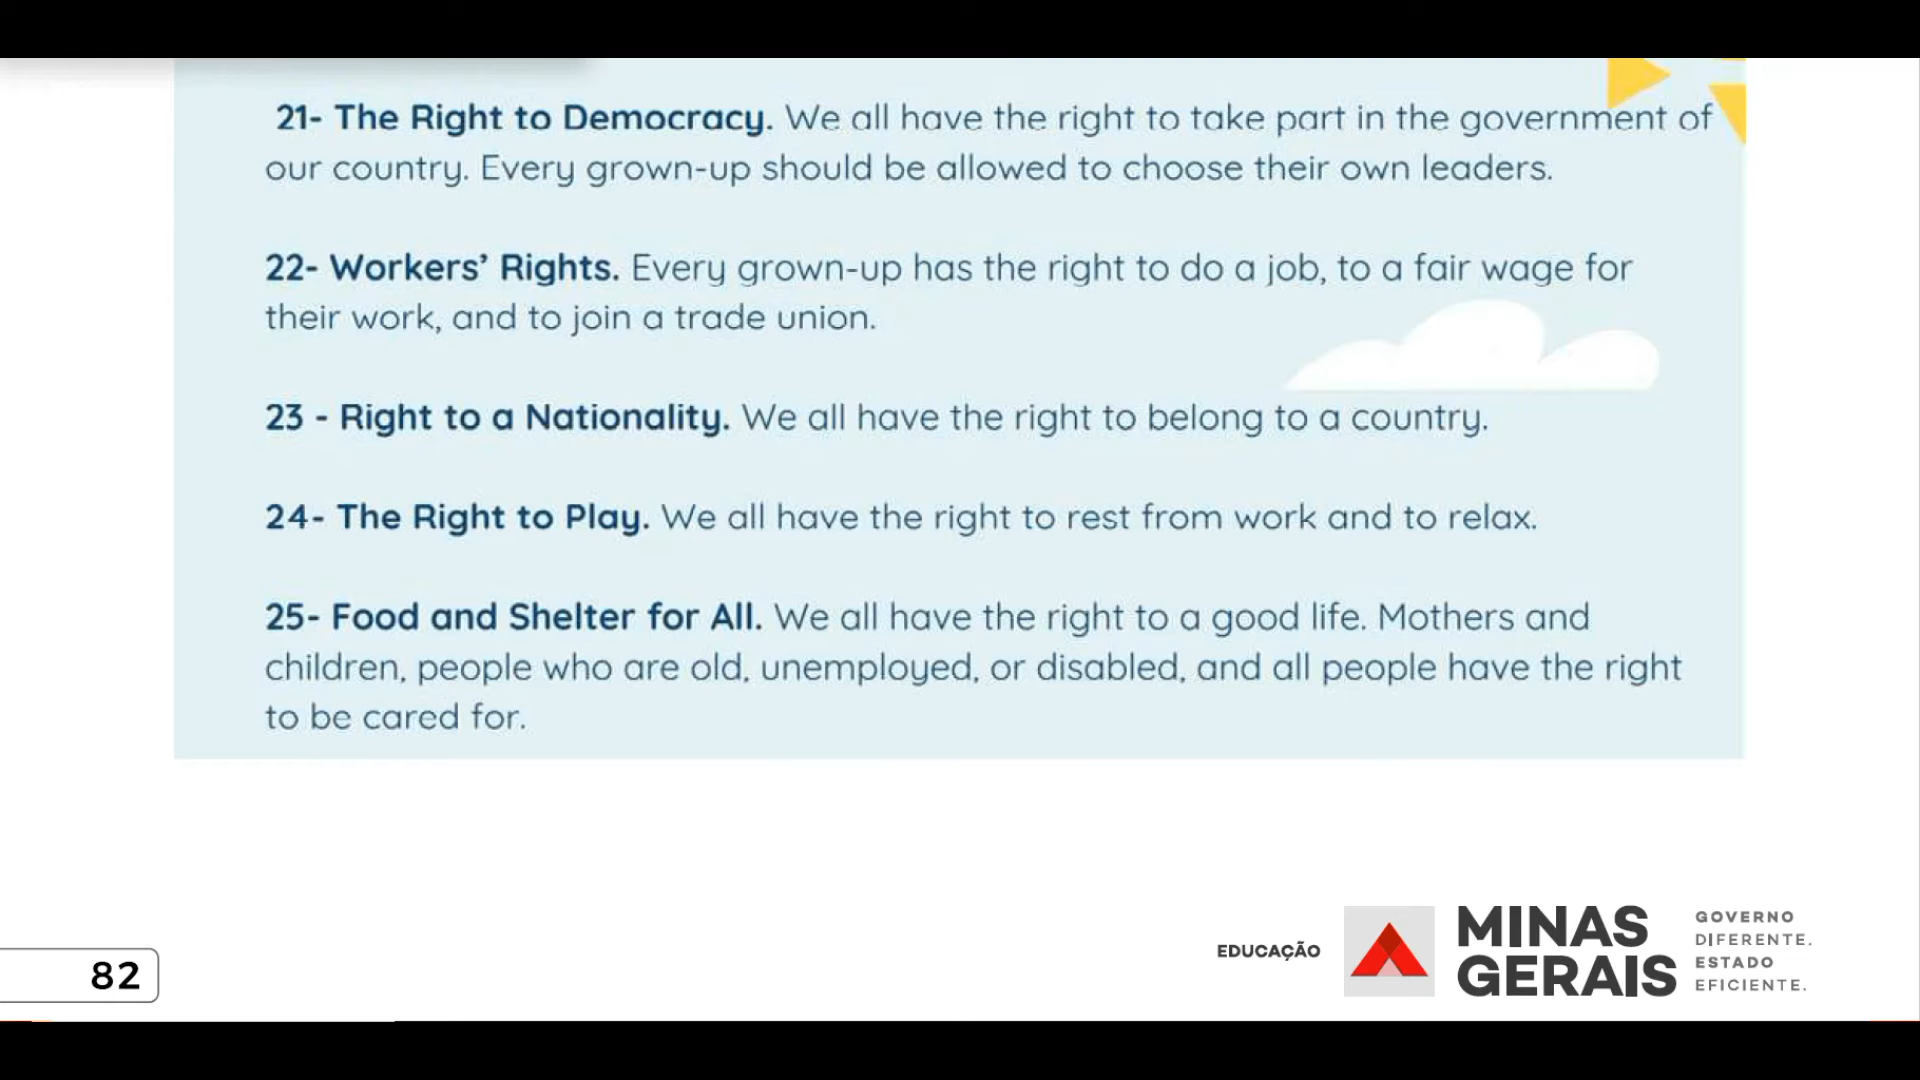 21- The Right to Democracy. We all have the right to take part in the government of
our country. Every grown-up should be allowed to choose their own leaders.
22- Workers’ Rights. Every grown-up has the right to do a job, to a fair wage for
their work, and to join a trade union.
23 - Right to a Nationality. We all have the right to belong to a country.
24- The Right to Play. We all have the right to rest from work and to relax.
25- Food and Shelter for All. We all have the right to a good life. Mothers and
children, people who are old, unemployed, or disabled, and all people have the right
to be cared for.
82
EDUCAÇÃO
MINAS
GERAIS
GOVERNO
DIFERENTE.
ESTADO
EFICIENTE.